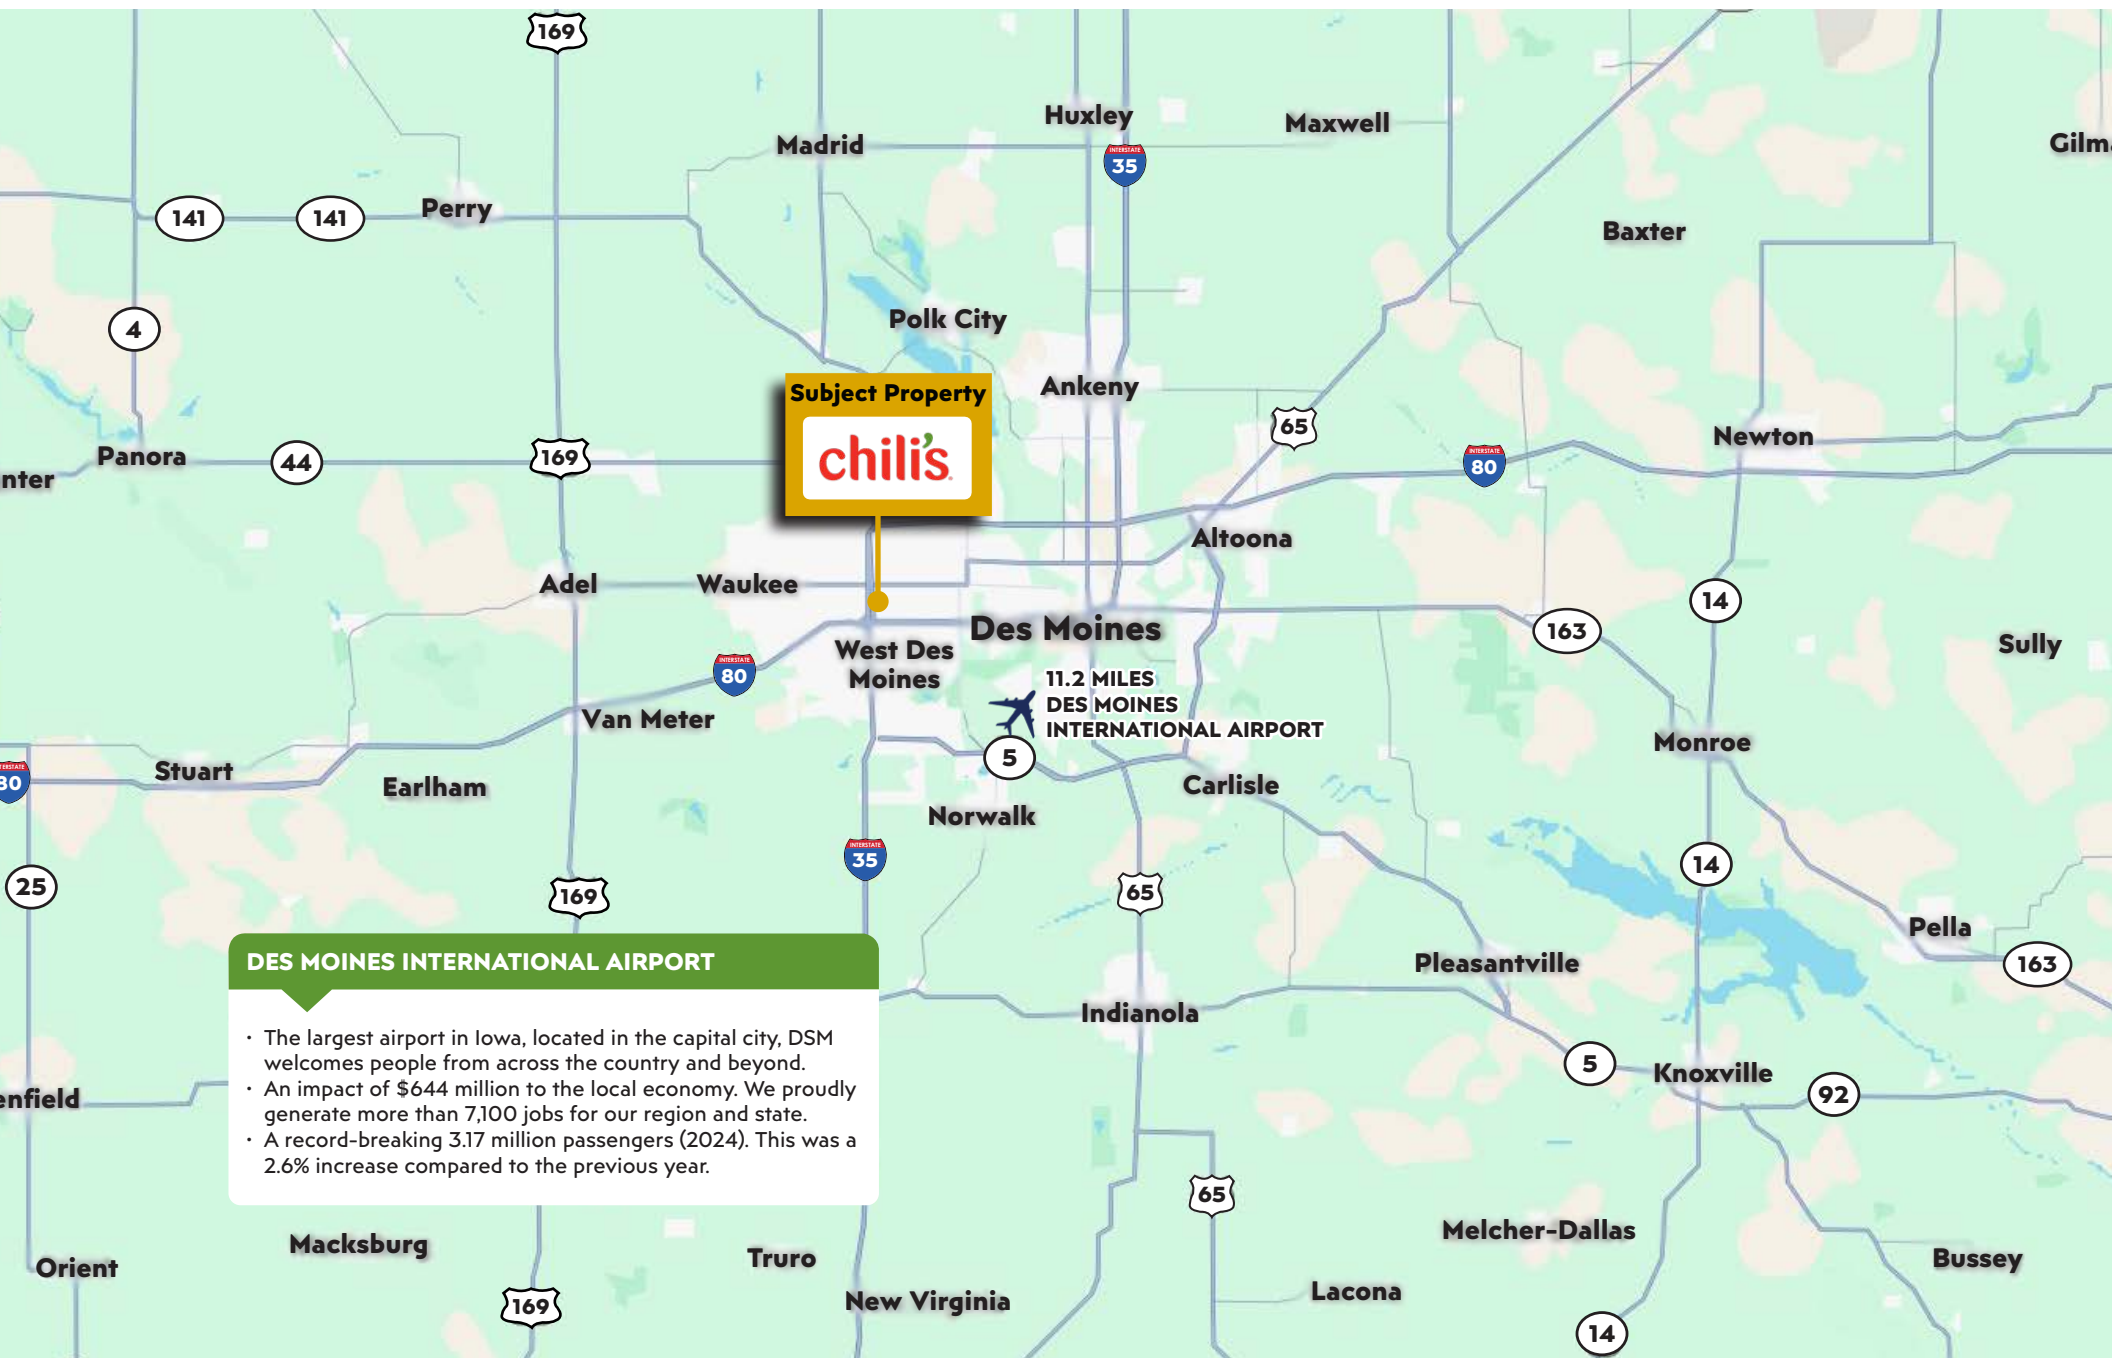 169
Huxley
Maxwell
Madrid
INTERSTATE
35
Gilm
141
141
Perry
Baxter
4
Polk City
Subject Property
chili's
Ankeny
65
Newton
Panora
44
169
INTERSTATE
80
nter
Altoona
Adel
Waukee
14
Des Moines
163
West Des
Moines
Sully
INTERSTATE
80
11.2 MILES
DES MOINES
INTERNATIONAL AIRPORT
Van Meter
Monroe
5
Stuart
80
Earlham
Carlisle
Norwalk
INTERSTATE
35
14
25
169
65
Pella
DES MOINES INTERNATIONAL AIRPORT
Pleasantville
163
Indianola
· The largest airport in Iowa, located in the capital city, DSM
welcomes people from across the country and beyond.
· An impact of $644 million to the local economy. We proudly
generate more than 7,100 jobs for our region and state.
· A record-breaking 3.17 million passengers (2024). This was a
2.6% increase compared to the previous year.
5
Knoxville
92
enfield
65
Melcher-Dallas
Macksburg
Truro
Bussey
Orient
Lacona
New Virginia
169
14